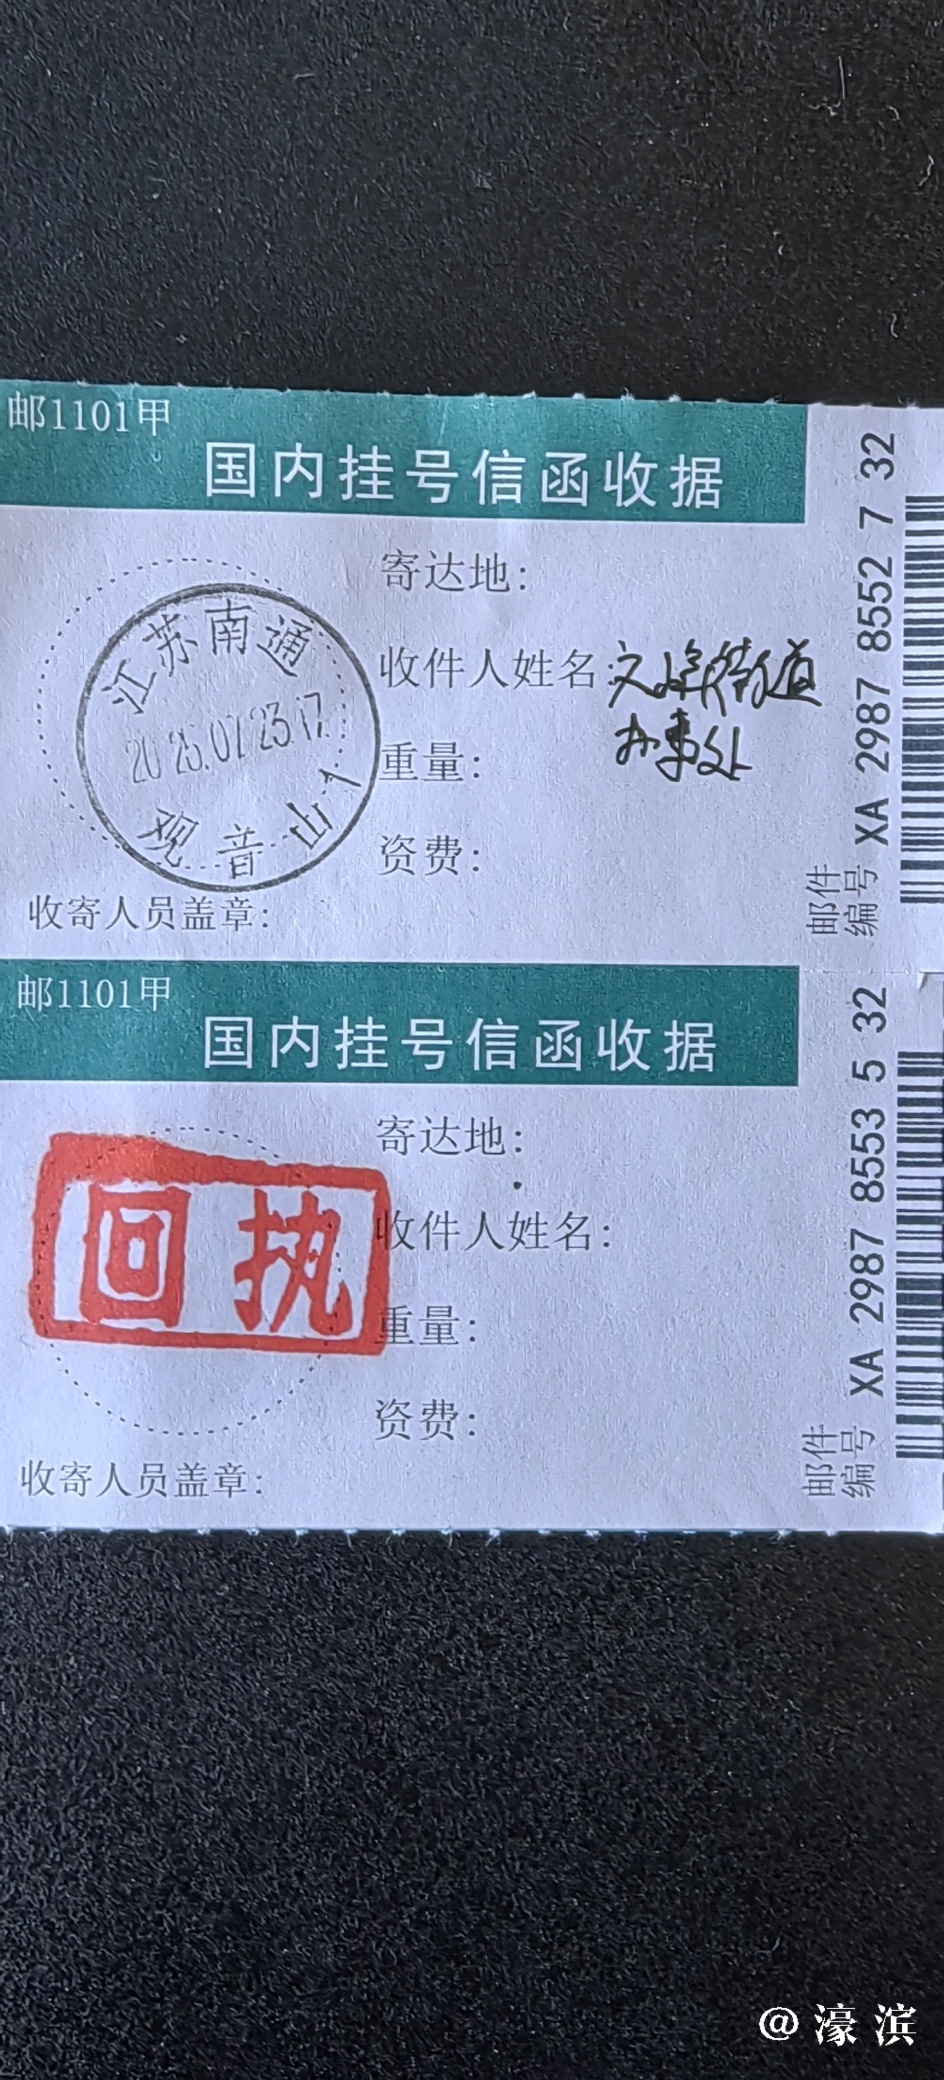 邮1101甲
国内挂号信函收据
江苏南通
2025.07.23.17
观音山1
寄达地:
收件人姓名:文峰街道
办事处
重量:
资费:
收寄人员盖章:
邮件
编号 XA 2987 8552 7 32
邮1101甲
国内挂号信函收据
回执
寄达地:
收件人姓名:
重量:
资费:
收寄人员盖章:
邮件
编号 XA 2987 8553 5 32
@濠滨